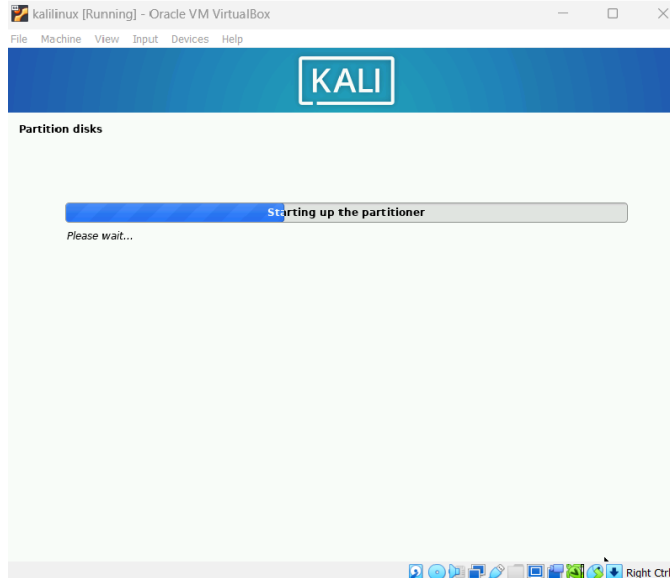 kalilinux [Running] - Oracle VM VirtualBox
File Machine View Input Devices Help
KALI
Partition disks
Starting up the partitioner
Please wait...
Right Ctrl